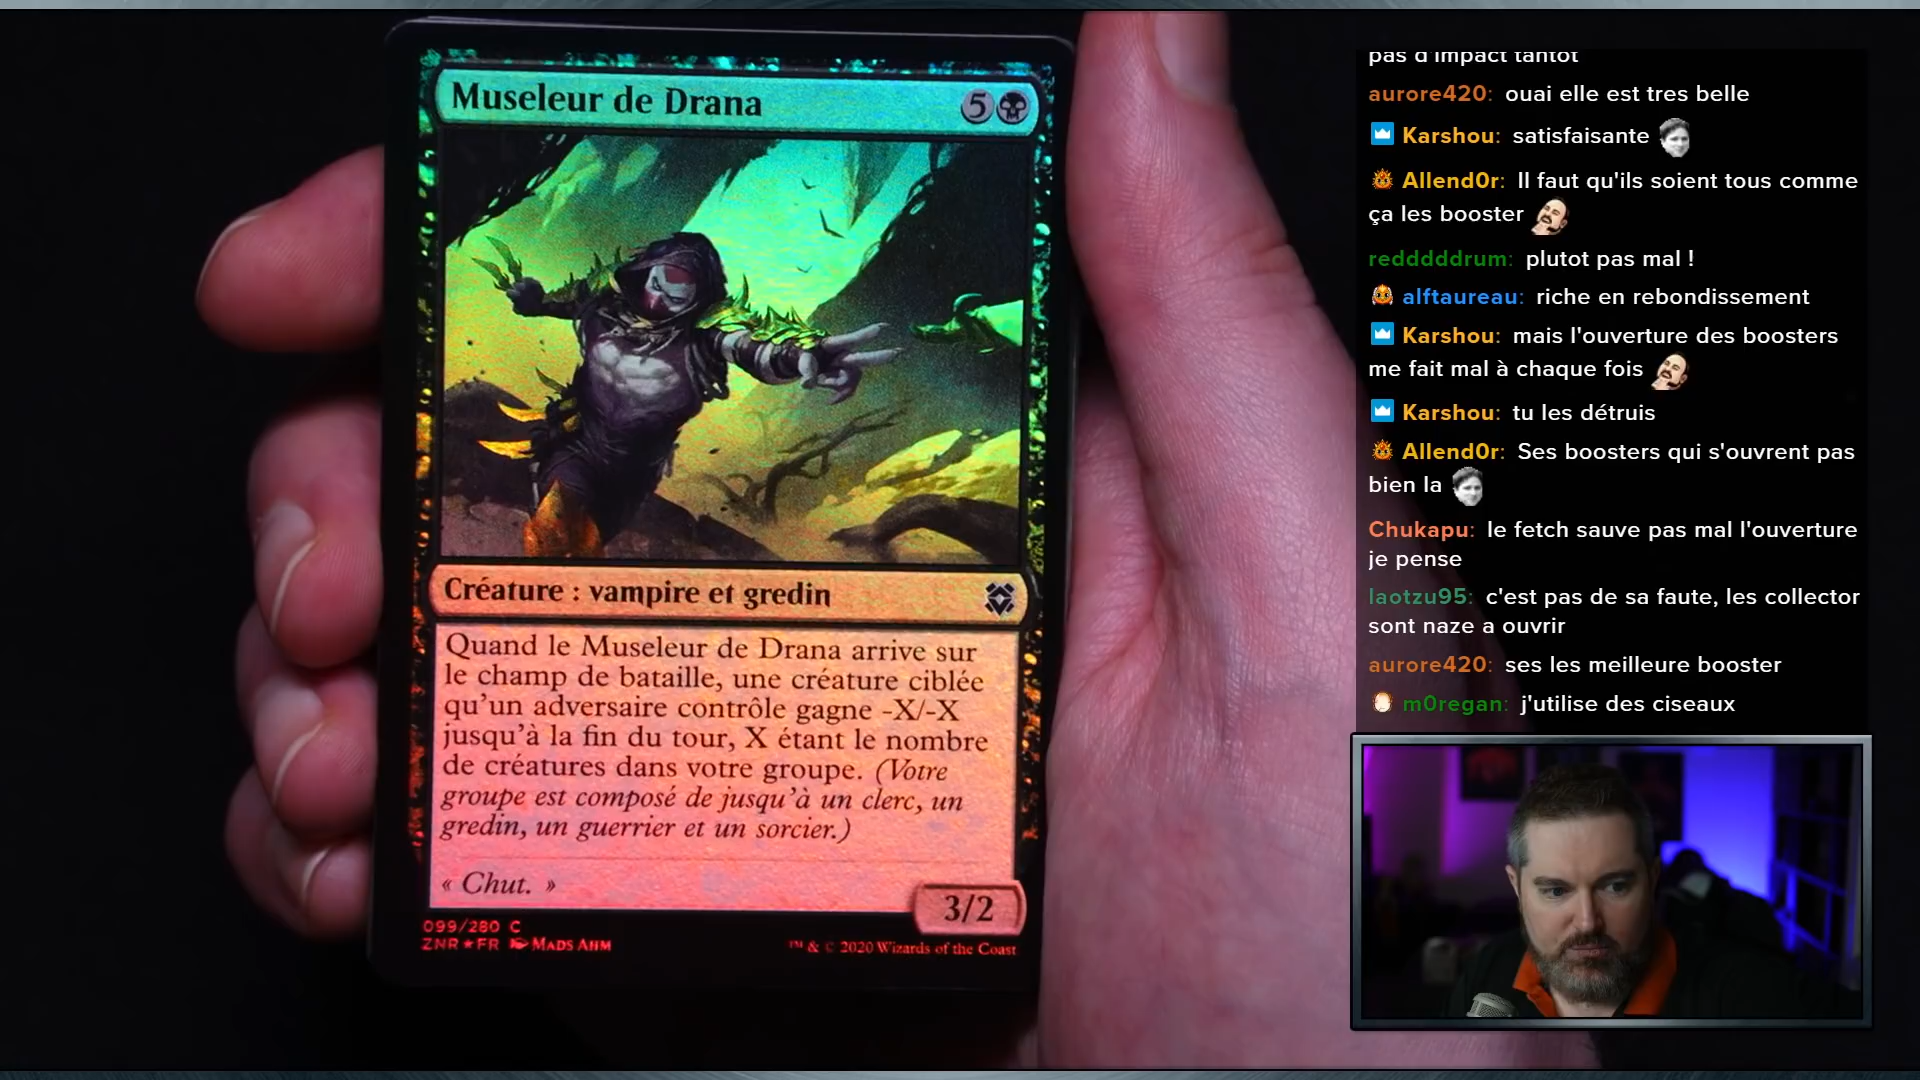 Museleur de Drana
5
Créature : vampire et gredin
Quand le Museleur de Drana arrive sur
le champ de bataille, une créature ciblée
qu'un adversaire contrôle gagne -X/-X
jusqu'à la fin du tour, X étant le nombre
de créatures dans votre groupe. (Votre
groupe est composé de jusqu'à un clerc, un
gredin, un guerrier et un sorcier.)
« Chut. »
3/2
099/280 C
ZNR★FR Mads Ahm
™ & © 2020 Wizards of the Coast
pas d'impact tantot
aurore420: ouai elle est tres belle
Karshou: satisfaisante
Allend0r: Il faut qu'ils soient tous comme
ça les booster
redddddrum: plutot pas mal !
alftaureau: riche en rebondissement
Karshou: mais l'ouverture des boosters
me fait mal à chaque fois
Karshou: tu les détruis
Allend0r: Ses boosters qui s'ouvrent pas
bien la
Chukapu: le fetch sauve pas mal l'ouverture
je pense
laotzu95: c'est pas de sa faute, les collector
sont naze a ouvrir
aurore420: ses les meilleure booster
m0regan: j'utilise des ciseaux